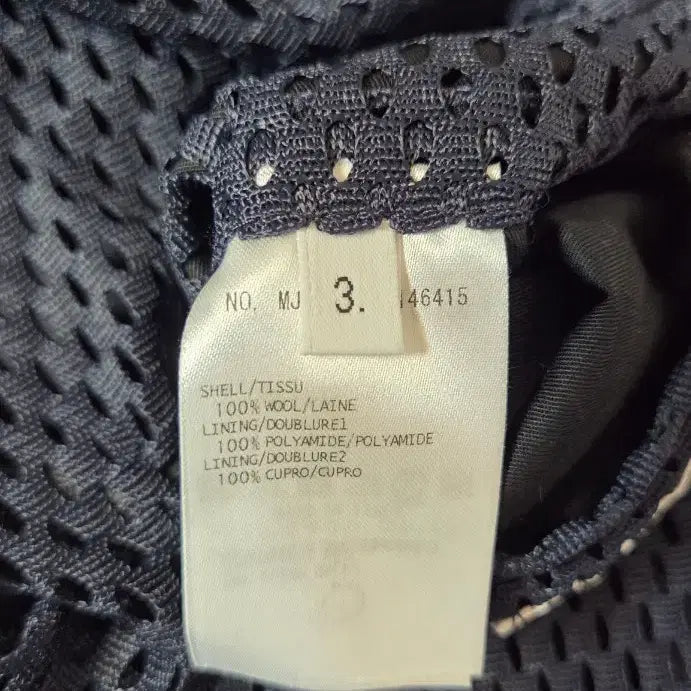 NO. MJ 146415
3.
SHELL/TISSU
100% WOOL/LAINE
LINING/DOUBLURE1
100% POLYAMIDE/POLYAMIDE
LINING/DOUBLURE2
100% CUPRO/CUPRO